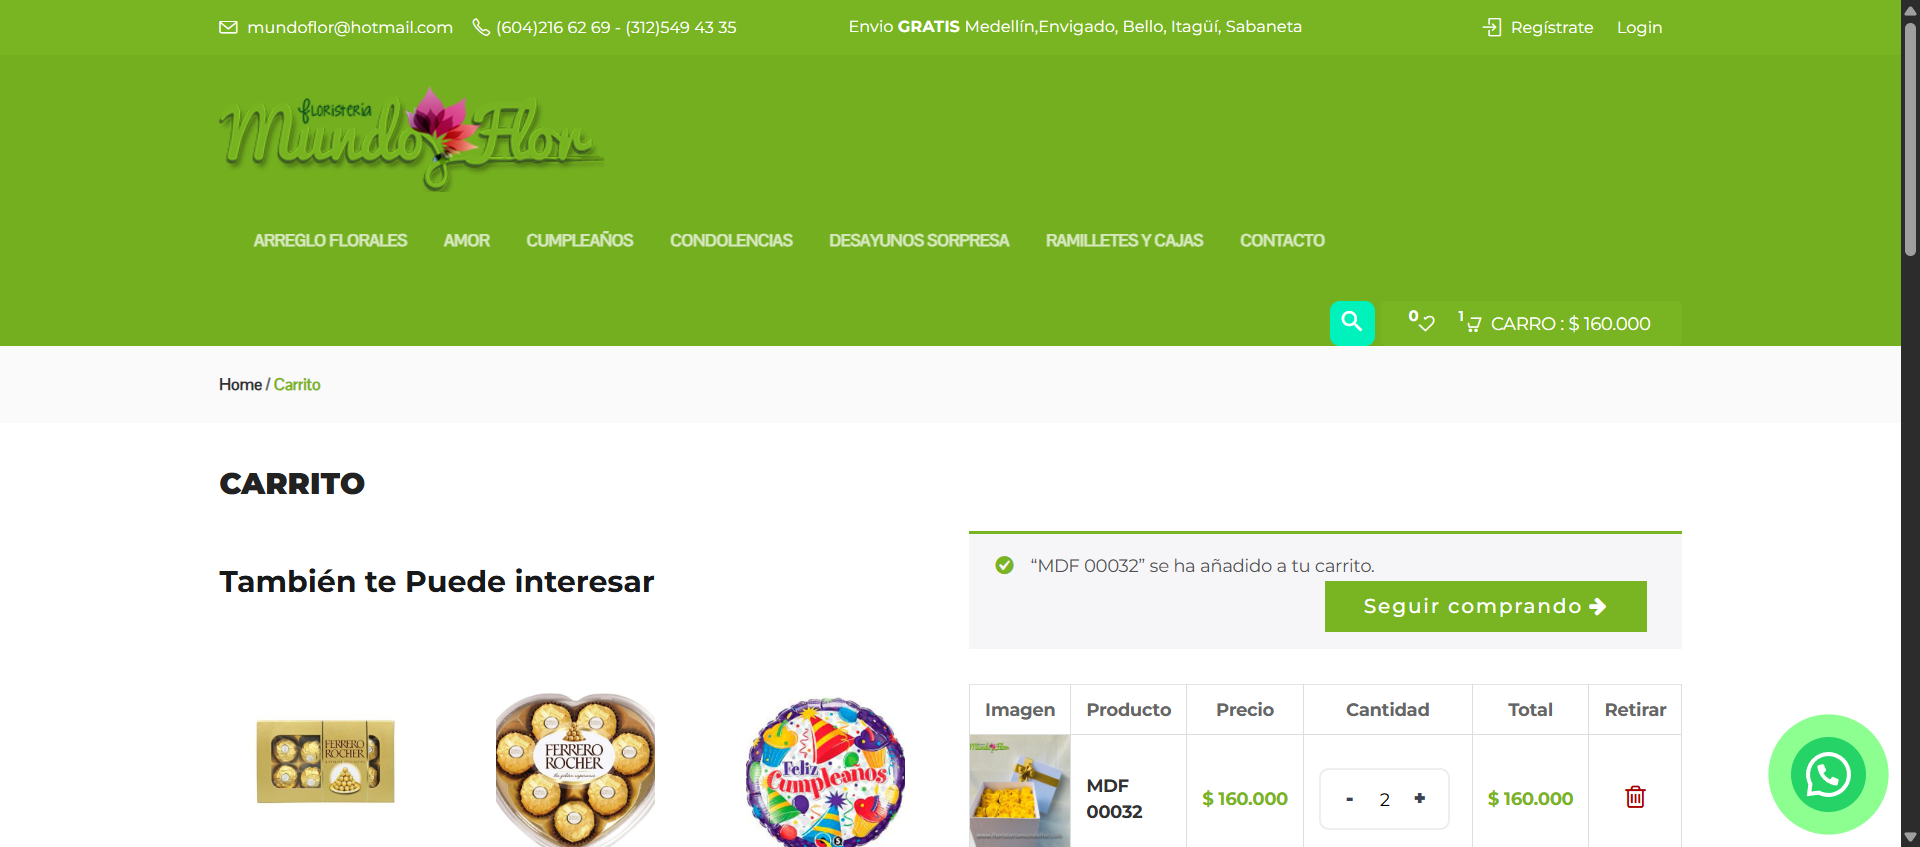 mundoflor@hotmail.com (604)216 62 69 - (312)549 43 35 Envio GRATIS Medellín,Envigado, Bello, Itagüí, Sabaneta Regístrate Login
floristeria
Mundo Flor
ARREGLO FLORALES AMOR CUMPLEAÑOS CONDOLENCIAS DESAYUNOS SORPRESA RAMILLETES Y CAJAS CONTACTO
0 1 CARRO : $ 160.000
Home / Carrito
CARRITO
También te Puede interesar
“MDF 00032” se ha añadido a tu carrito.
Seguir comprando
Imagen Producto Precio Cantidad Total Retirar
MDF
00032
$ 160.000 - 2 + $ 160.000
FERRERO
ROCHER
FERRERO
ROCHER
Feliz
Cumpleaños